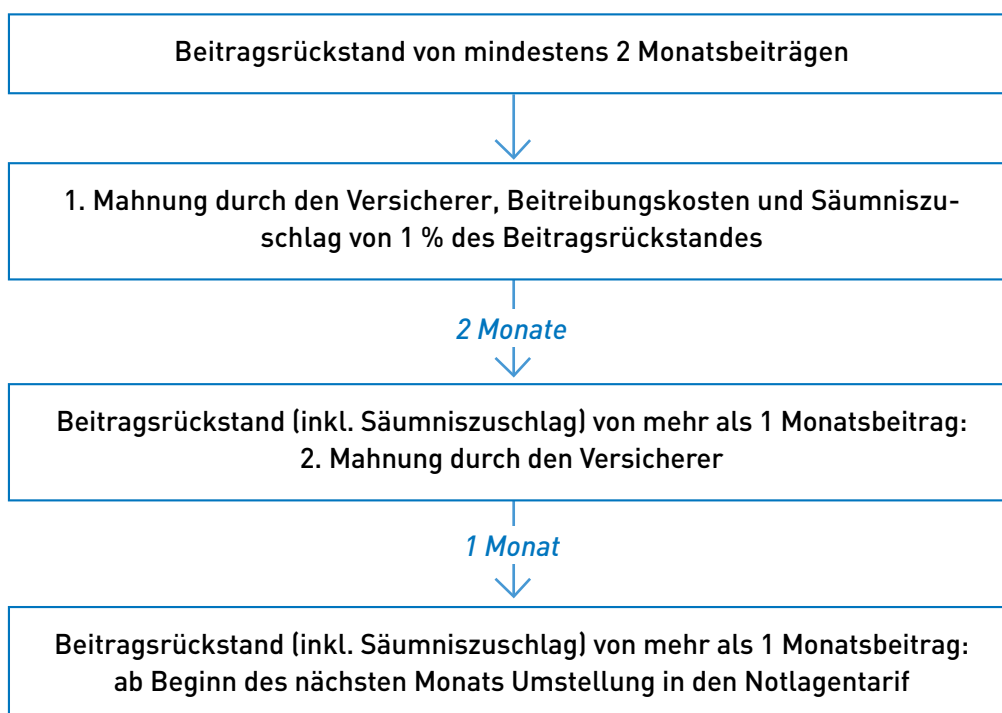 Beitragsrückstand von mindestens 2 Monatsbeiträgen
1. Mahnung durch den Versicherer, Beitreibungskosten und Säumniszu-
schlag von 1 % des Beitragsrückstandes
2 Monate
Beitragsrückstand (inkl. Säumniszuschlag) von mehr als 1 Monatsbeitrag:
2. Mahnung durch den Versicherer
1 Monat
Beitragsrückstand (inkl. Säumniszuschlag) von mehr als 1 Monatsbeitrag:
ab Beginn des nächsten Monats Umstellung in den Notlagentarif